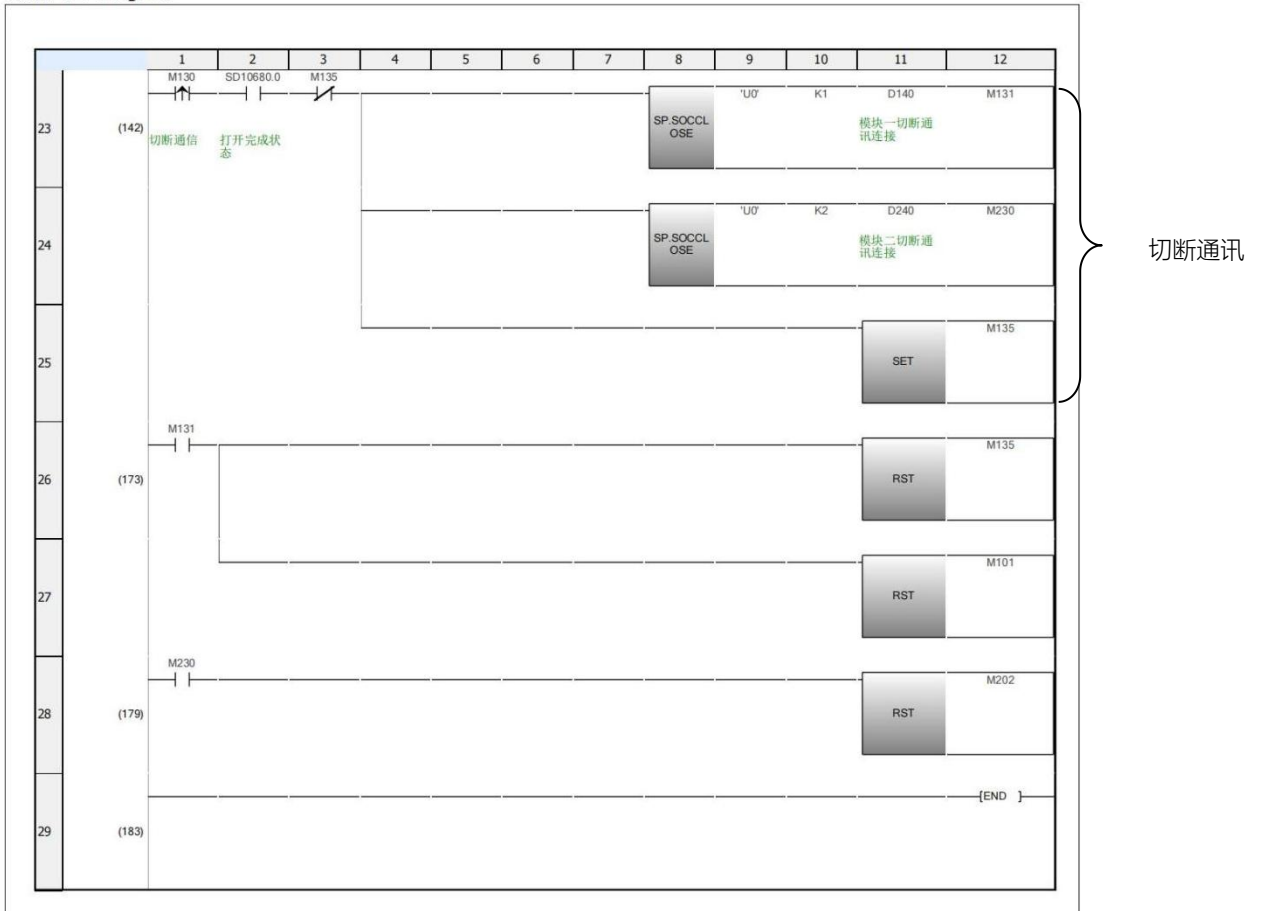 1 2 3 4 5 6 7 8 9 10 11 12
M130 SD10680.0 M135
23 (142) 切断通信 打开完成状
态
SP.SOCCL
OSE
'U0' K1 D140 M131
模块一切断通
讯连接
24
SP.SOCCL
OSE
'U0' K2 D240 M230
模块二切断通
讯连接
切断通讯
25
SET
M135
M131
26 (173)
RST
M135
27
RST
M101
M230
28 (179)
RST
M202
[END ]
29 (183)